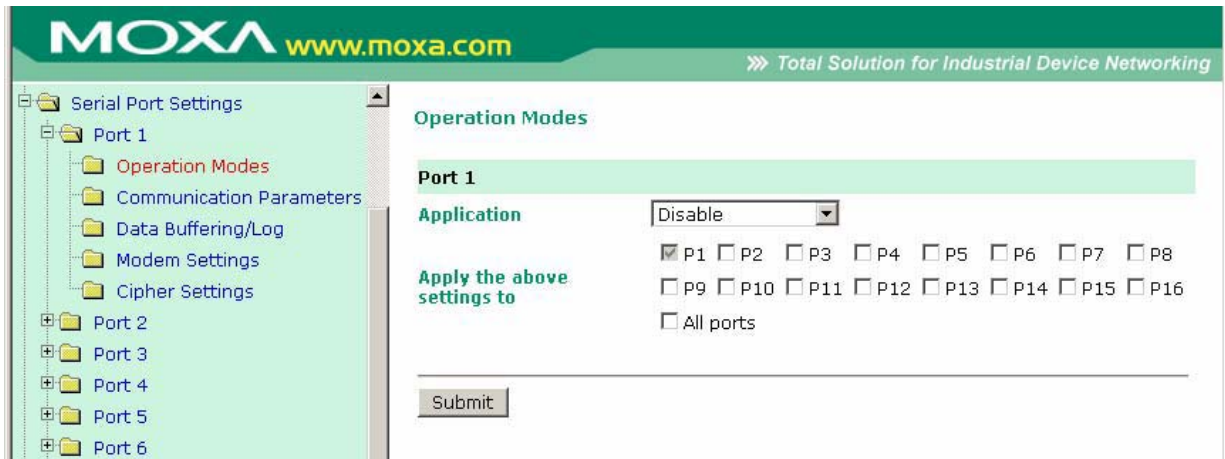 MOXA www.moxa.com
Total Solution for Industrial Device Networking
Serial Port Settings
Port 1
Operation Modes
Communication Parameters
Data Buffering/Log
Modem Settings
Cipher Settings
Port 2
Port 3
Port 4
Port 5
Port 6
Operation Modes
Port 1
Application Disable
Apply the above settings to
P1 P2 P3 P4 P5 P6 P7 P8
P9 P10 P11 P12 P13 P14 P15 P16
All ports
Submit